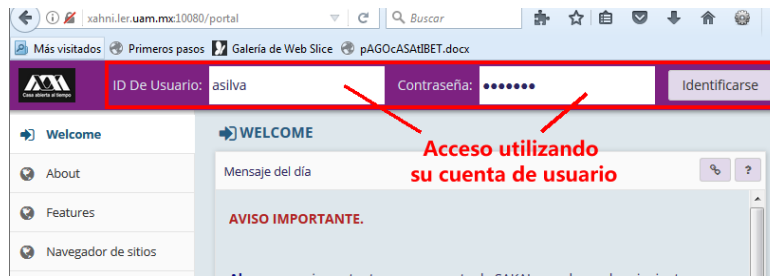 xahni.ler.uam.mx:10080/portal
Buscar
Más visitados Primeros pasos Galería de Web Slice pAGOcASAtIBET.docx
Casa abierta al tiempo
ID De Usuario: asilva Contraseña: ••••••• Identificarse
Welcome
WELCOME
Acceso utilizando
su cuenta de usuario
About
Mensaje del día
?
Features
AVISO IMPORTANTE.
Navegador de sitios